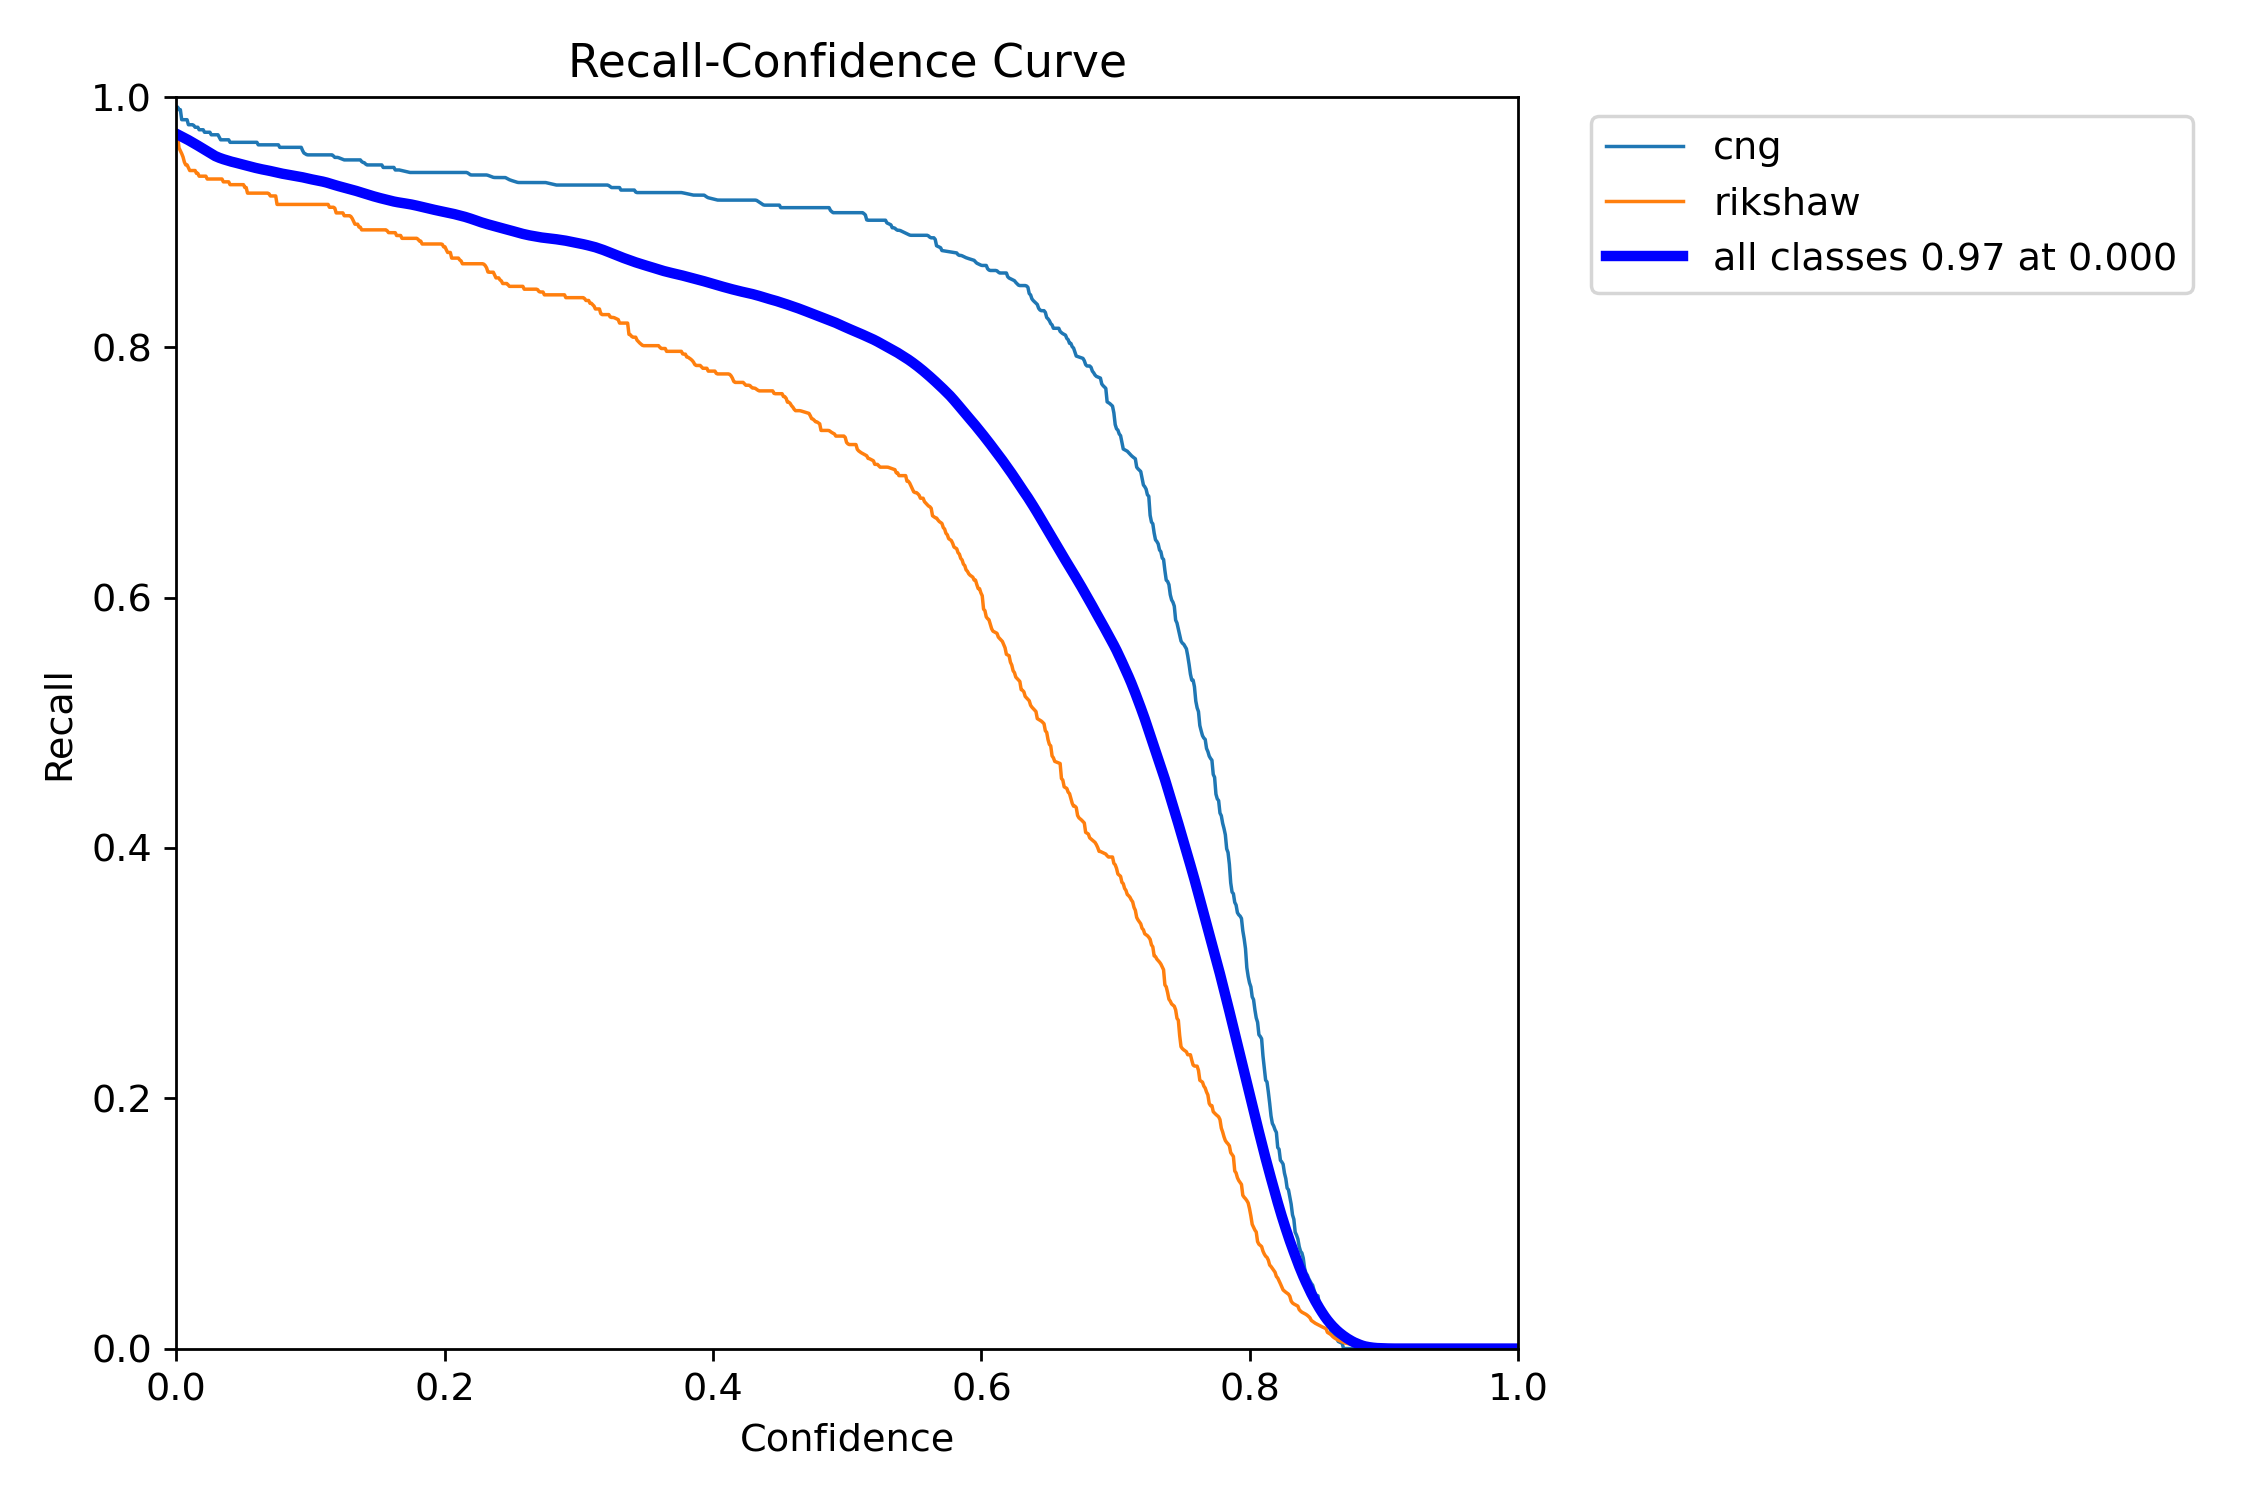 Recall-Confidence Curve
1.0
0.8
0.6
0.4
0.2
0.0
Recall
0.0 0.2 0.4 0.6 0.8 1.0
Confidence
cng
rikshaw
all classes 0.97 at 0.000